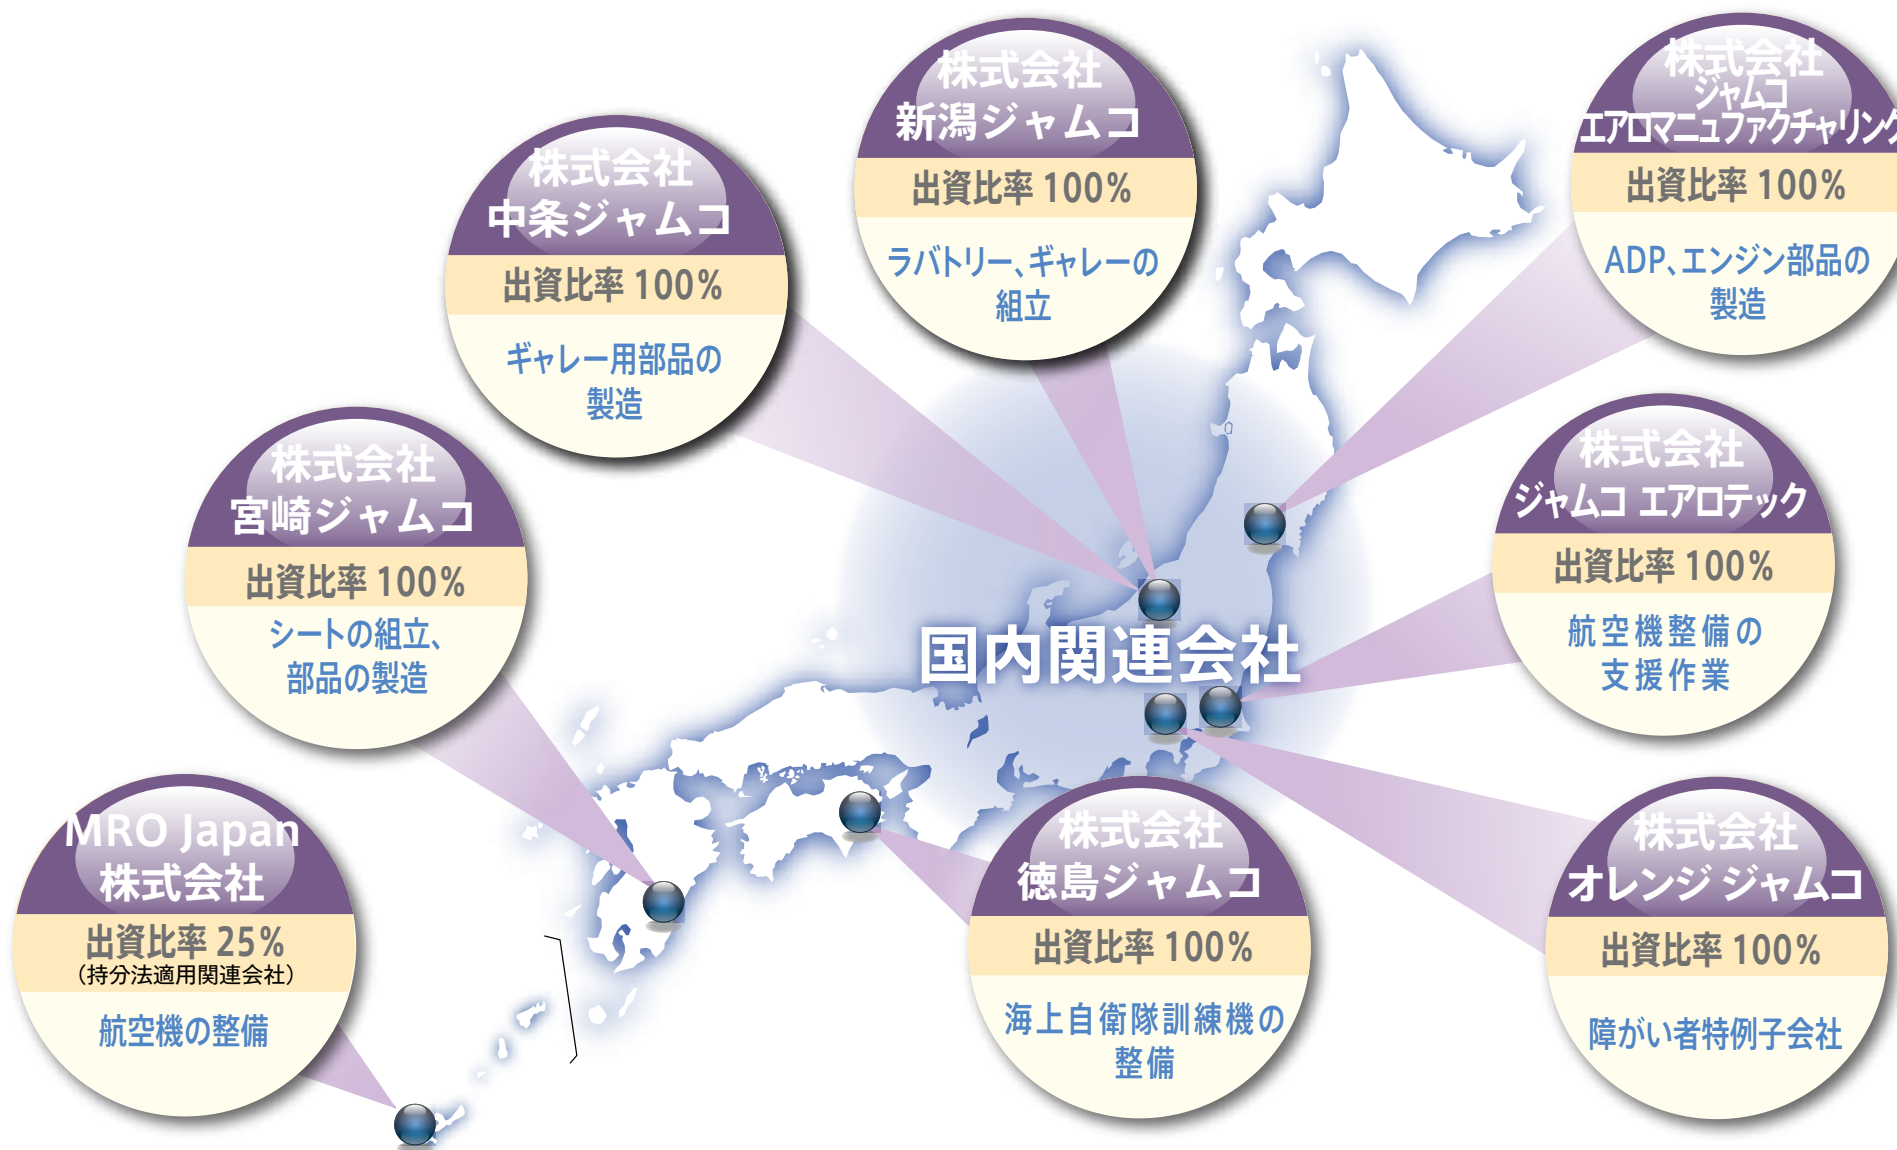 株式会社
新潟ジャムコ
出資比率 100%
ラバトリー、ギャレーの
組立
株式会社
ジャムコ
エアロマニュファクチャリング
出資比率 100%
ADP、エンジン部品の
製造
株式会社
中条ジャムコ
出資比率 100%
ギャレー用部品の
製造
株式会社
ジャムコ エアロテック
出資比率 100%
航空機整備の
支援作業
株式会社
宮崎ジャムコ
出資比率 100%
シートの組立、
部品の製造
国内関連会社
MRO Japan
株式会社
出資比率 25%
（持分法適用関連会社）
航空機の整備
株式会社
徳島ジャムコ
出資比率 100%
海上自衛隊訓練機の
整備
株式会社
オレンジ ジャムコ
出資比率 100%
障がい者特例子会社